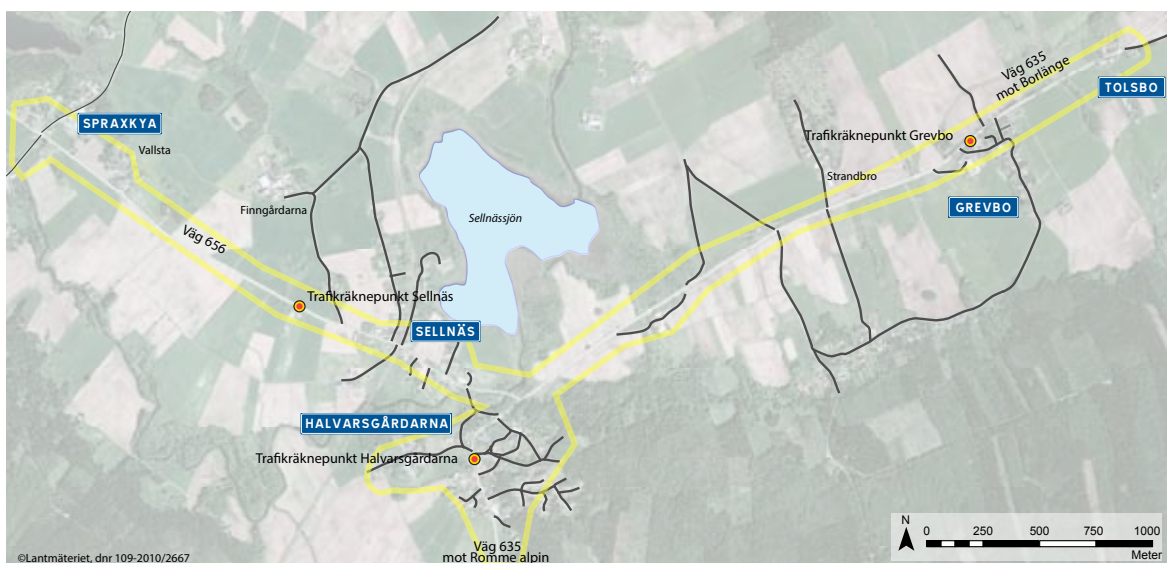 Väg 635
mot Borlänge
TOLSBO
SPRAXKYA
Vallsta
Trafikräknepunkt Grevbo
Strandbro
Finngårdarna
Sellnässjön
GREVBO
Väg 656
Trafikräknepunkt Sellnäs
SELLNÄS
HALVARSGÅRDARNA
Trafikräknepunkt Halvarsgårdarna
Väg 635
mot Romme alpin
N
0 250 500 750 1000
Meter
©Lantmäteriet, dnr 109-2010/2667